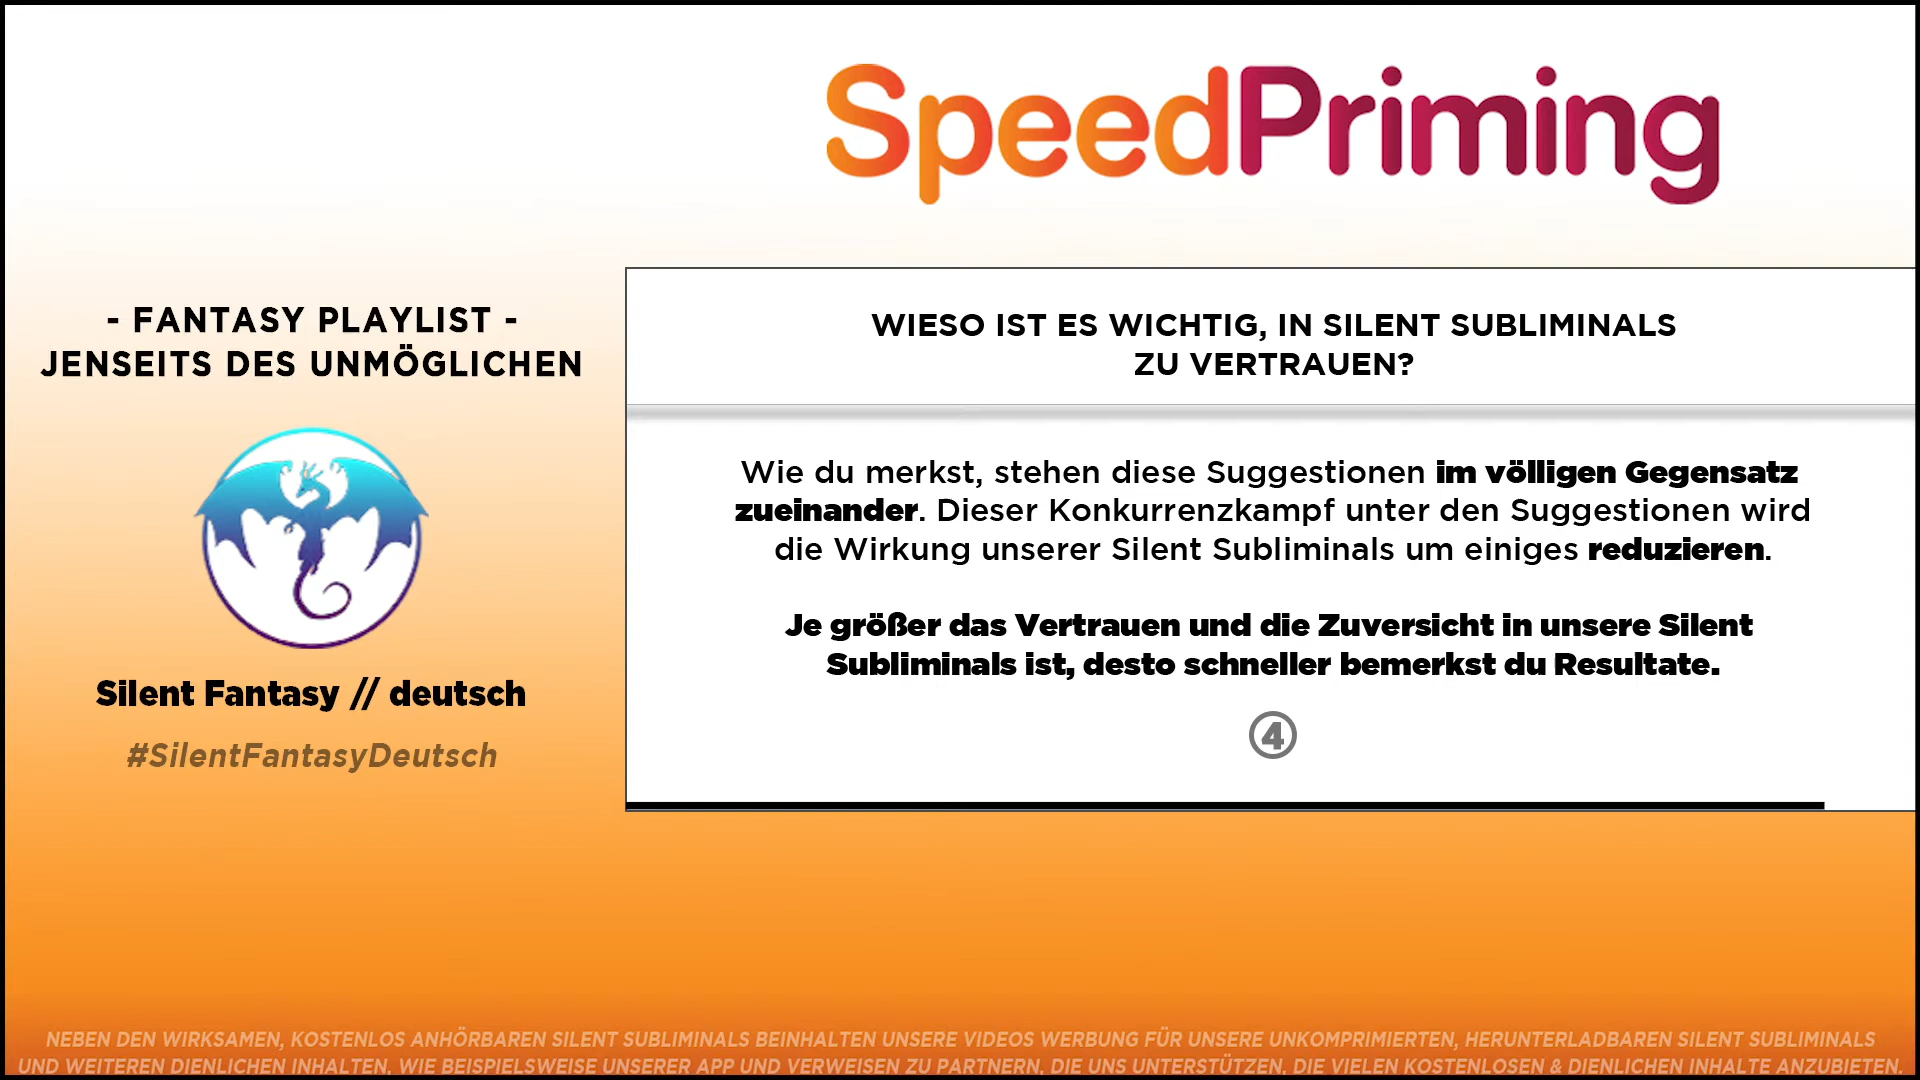 SpeedPriming
- FANTASY PLAYLIST -
JENSEITS DES UNMÖGLICHEN
Silent Fantasy // deutsch
#SilentFantasyDeutsch
WIESO IST ES WICHTIG, IN SILENT SUBLIMINALS
ZU VERTRAUEN?
Wie du merkst, stehen diese Suggestionen im völligen Gegensatz
zueinander. Dieser Konkurrenzkampf unter den Suggestionen wird
die Wirkung unserer Silent Subliminals um einiges reduzieren.
Je größer das Vertrauen und die Zuversicht in unsere Silent
Subliminals ist, desto schneller bemerkst du Resultate.
4
NEBEN DEN WIRKSAMEN, KOSTENLOS ANHÖRBAREN SILENT SUBLIMINALS BEINHALTEN UNSERE VIDEOS WERBUNG FÜR UNSERE UNKOMPRIMIERTEN, HERUNTERLADBAREN SILENT SUBLIMINALS
UND WEITEREN DIENLICHEN INHALTEN, WIE BEISPIELSWEISE UNSERER APP UND VERWEISEN ZU PARTNERN, DIE UNS UNTERSTÜTZEN, DIE VIELEN KOSTENLOSEN & DIENLICHEN INHALTE ANZUBIETEN.